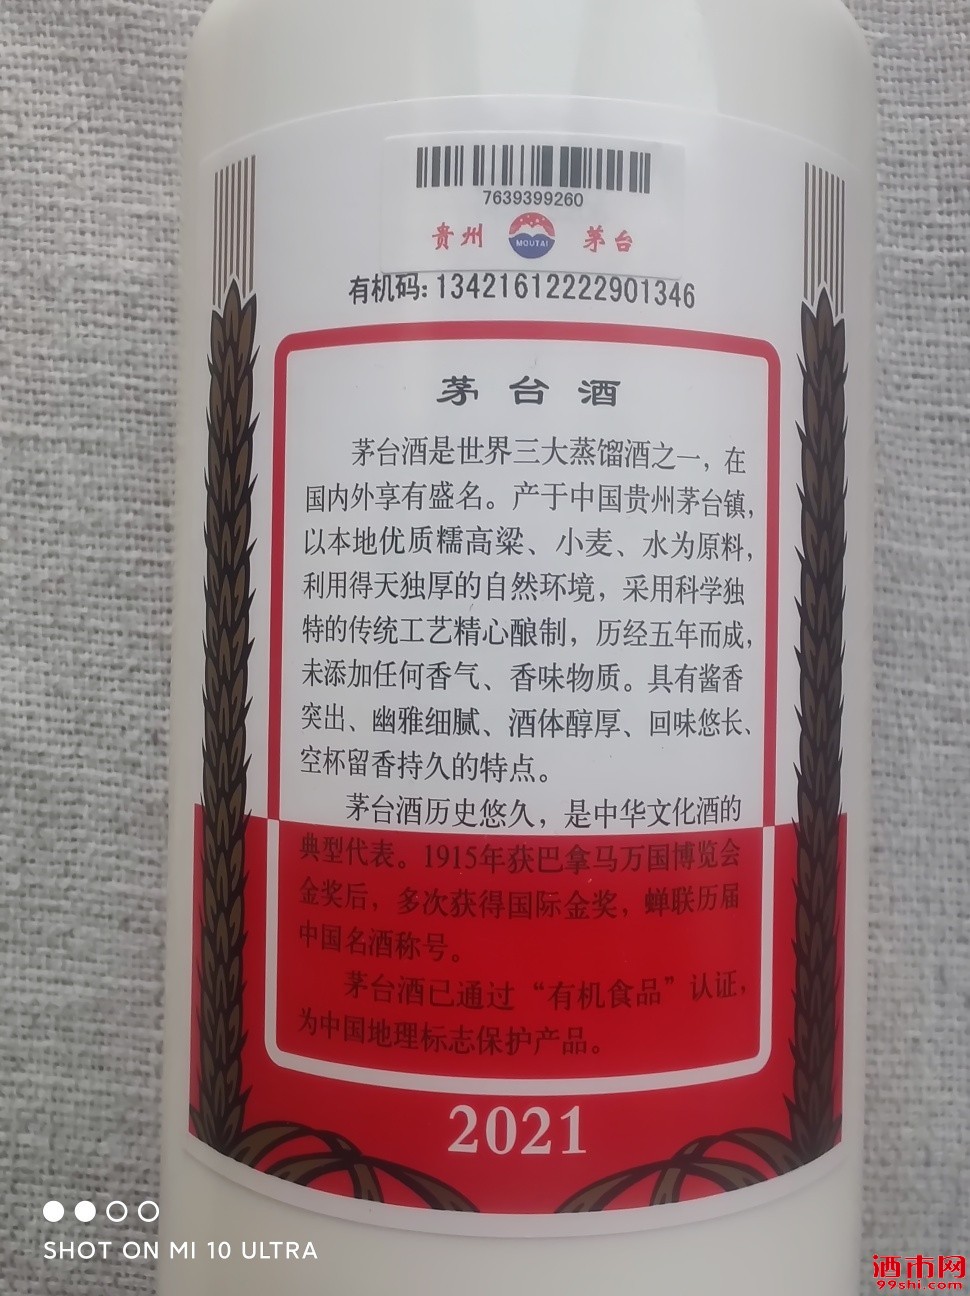 7639399260
贵州 MOUTAI 茅台
有机码:13421612222901346
茅台酒
茅台酒是世界三大蒸馏酒之一，在
国内外享有盛名。产于中国贵州茅台镇，
以本地优质糯高粱、小麦、水为原料，
利用得天独厚的自然环境，采用科学独
特的传统工艺精心酿制，历经五年而成，
未添加任何香气、香味物质。具有酱香
突出、幽雅细腻、酒体醇厚、回味悠长、
空杯留香持久的特点。
茅台酒历史悠久，是中华文化酒的
典型代表。1915年获巴拿马万国博览会
金奖后，多次获得国际金奖，蝉联历届
中国名酒称号。
茅台酒已通过“有机食品”认证，
为中国地理标志保护产品。
2021
SHOT ON MI 10 ULTRA
酒市网
99shi.com